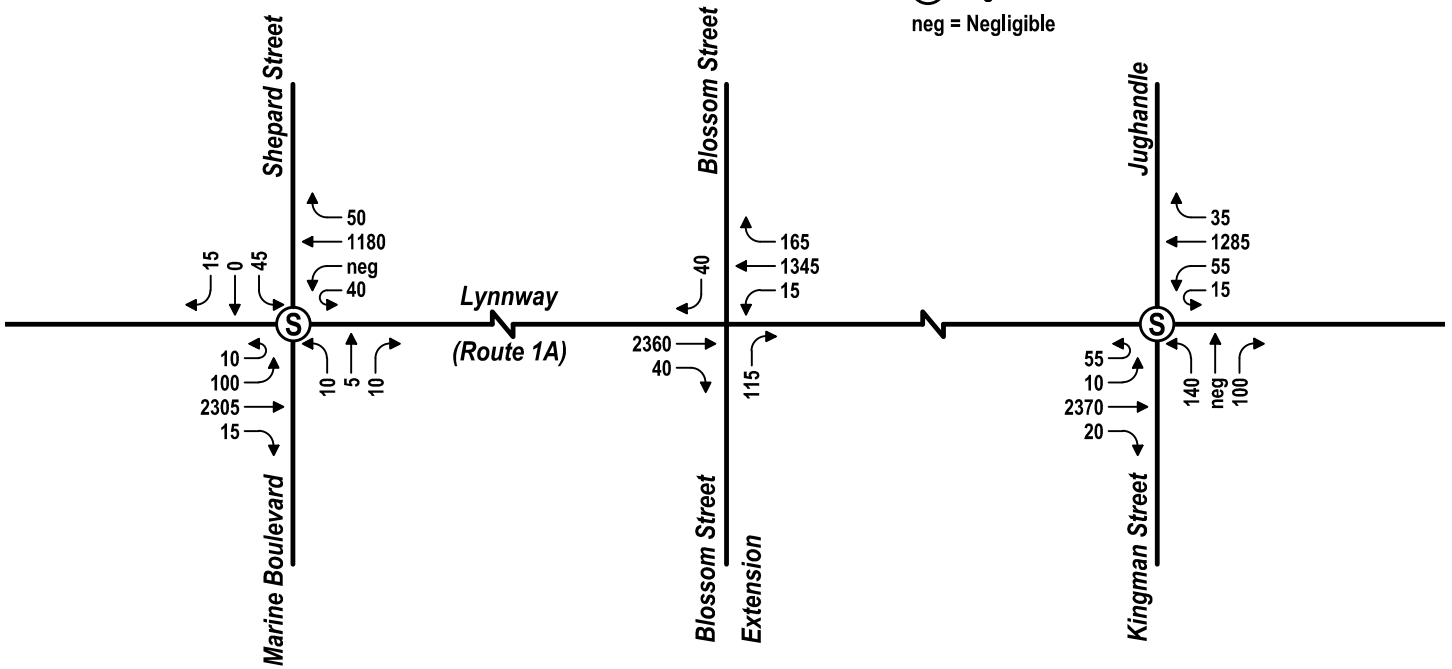 neg = Negligible
Shepard Street
Blossom Street
Jughandle
50
1180
neg
40
15
0
45
165
1345
15
40
35
1285
55
15
Lynnway
(Route 1A)
S
S
10
100
2305
15
10
5
10
2360
40
115
55
10
2370
20
140
neg
100
Marine Boulevard
Blossom Street
Extension
Kingman Street